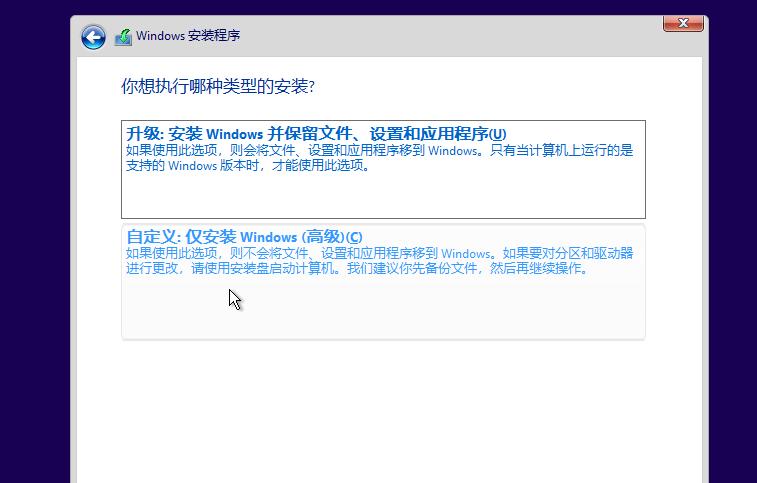 Windows 安装程序
你想执行哪种类型的安装?
升级: 安装 Windows 并保留文件、设置和应用程序(U)
如果使用此选项，则会将文件、设置和应用程序移到 Windows。只有当计算机上运行的是
支持的 Windows 版本时，才能使用此选项。
自定义: 仅安装 Windows (高级)(C)
如果使用此选项，则不会将文件、设置和应用程序移到 Windows。如果要对分区和驱动器
进行更改，请使用安装盘启动计算机。我们建议你先备份文件，然后再继续操作。